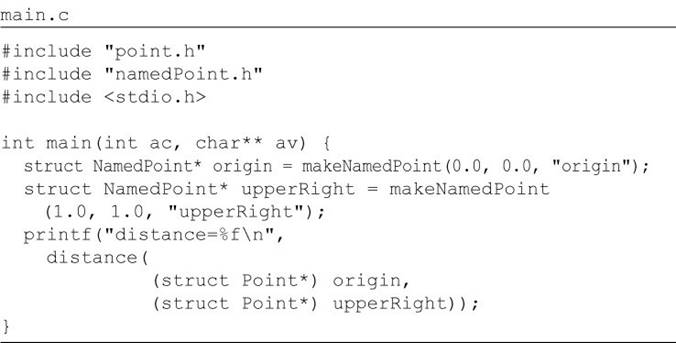 main.c
#include "point.h"
#include "namedPoint.h"
#include <stdio.h>
int main(int ac, char** av) {
struct NamedPoint* origin = makeNamedPoint(0.0, 0.0, "origin");
struct NamedPoint* upperRight = makeNamedPoint
(1.0, 1.0, "upperRight");
printf("distance=%f\n",
distance(
(struct Point*) origin,
(struct Point*) upperRight));
}